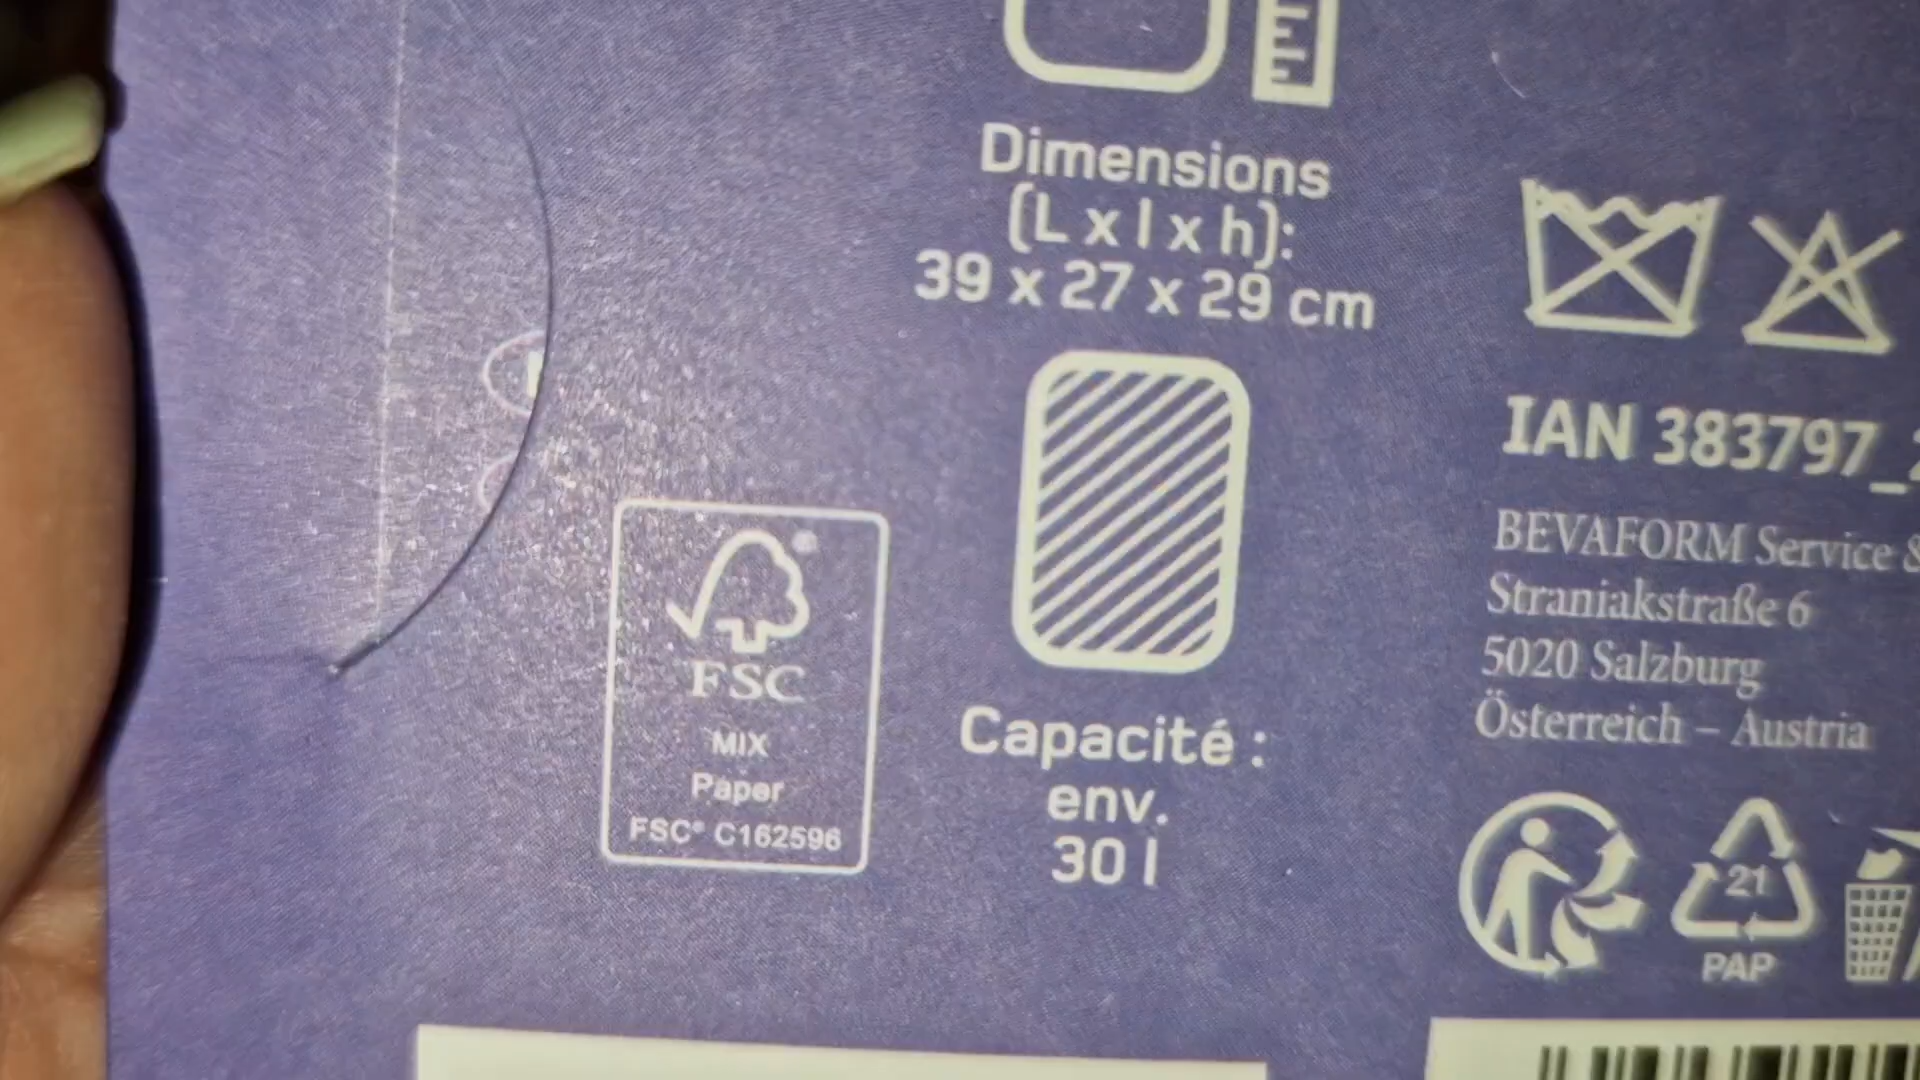 Dimensions
(L x l x h):
39 x 27 x 29 cm
FSC
MIX
Paper
FSC® C162596
Capacité :
env.
30 l
IAN 383797_
BEVAFORM Service &
Straniakstraße 6
5020 Salzburg
Österreich – Austria
21
PAP